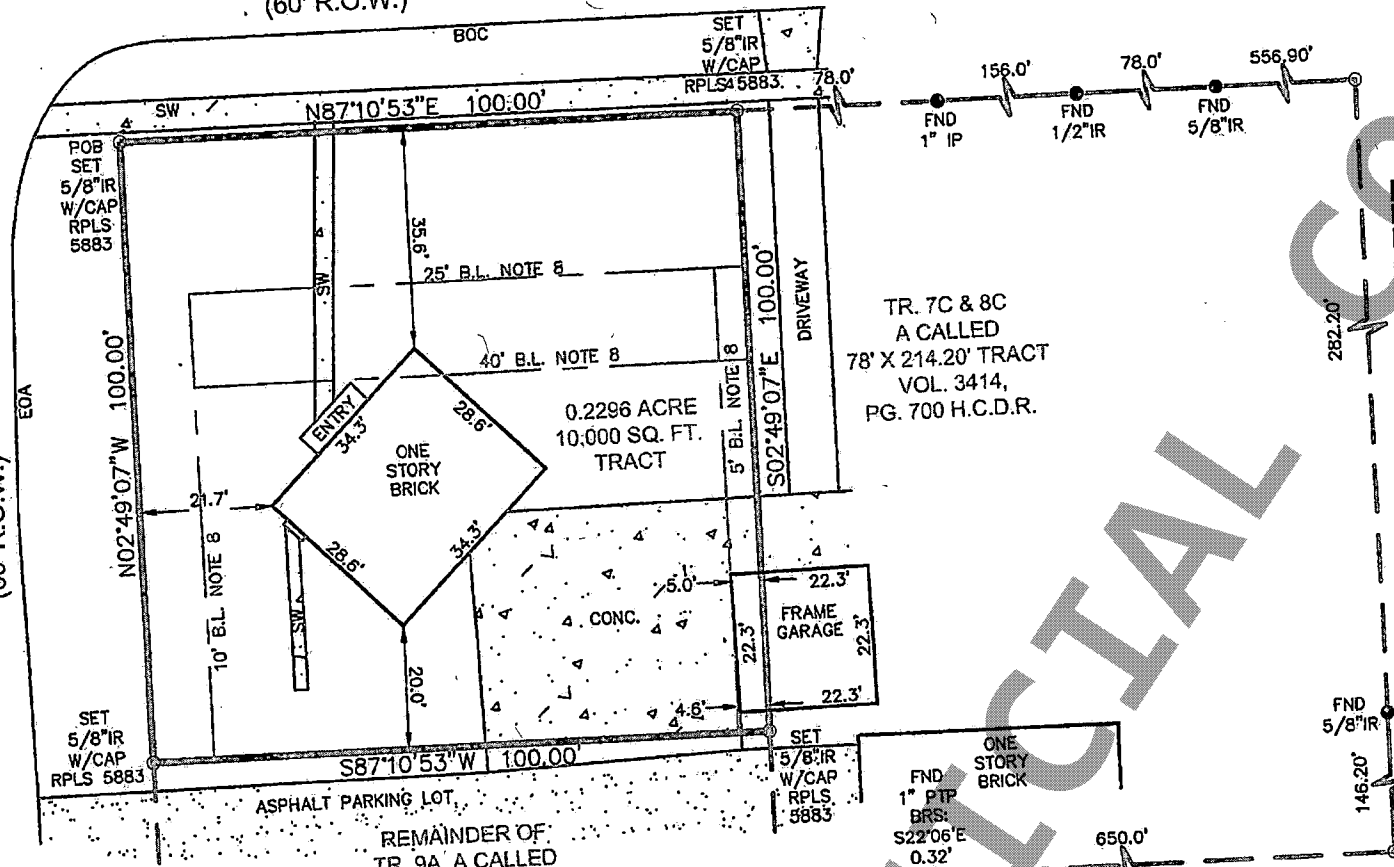 (60' R.O.W.)
BOC
SET
5/8"IR
W/CAP
RPLS 5883
78.0'
156.0'
78.0'
556.90'
SW
N87°10'53"E 100.00'
FND
1" IP
FND
1/2"IR
FND
5/8"IR
POB
SET
5/8"IR
W/CAP
RPLS
5883
35.6'
SW
25' B.L. NOTE 8
40' B.L. NOTE 8
5' B.L. NOTE 8
S02°49'07"E 100.00'
DRIVEWAY
TR. 7C & 8C
A CALLED
78' X 214.20' TRACT
VOL. 3414,
PG. 700 H.C.D.R.
282.20'
EOA
N02°49'07"W 100.00'
ENTRY
34.3'
28.6'
ONE
STORY
BRICK
0.2296 ACRE
10,000 SQ. FT.
TRACT
21.7'
28.6'
34.3'
10' B.L. NOTE 8
SW
20.0'
CONC.
5.0'
22.3'
FRAME
GARAGE
22.3'
22.3'
4.6'
22.3'
(60' R.O.W.)
SET
5/8"IR
W/CAP
RPLS 5883
S87°10'53"W 100.00'
SET
5/8"IR
W/CAP
RPLS
5883
ASPHALT PARKING LOT
REMAINDER OF
TR. 9A, A CALLED
FND
1" PTP
BRS:
S22°06'E
0.32'
ONE
STORY
BRICK
650.0'
FND
5/8"IR
146.20'
ICIAL CO